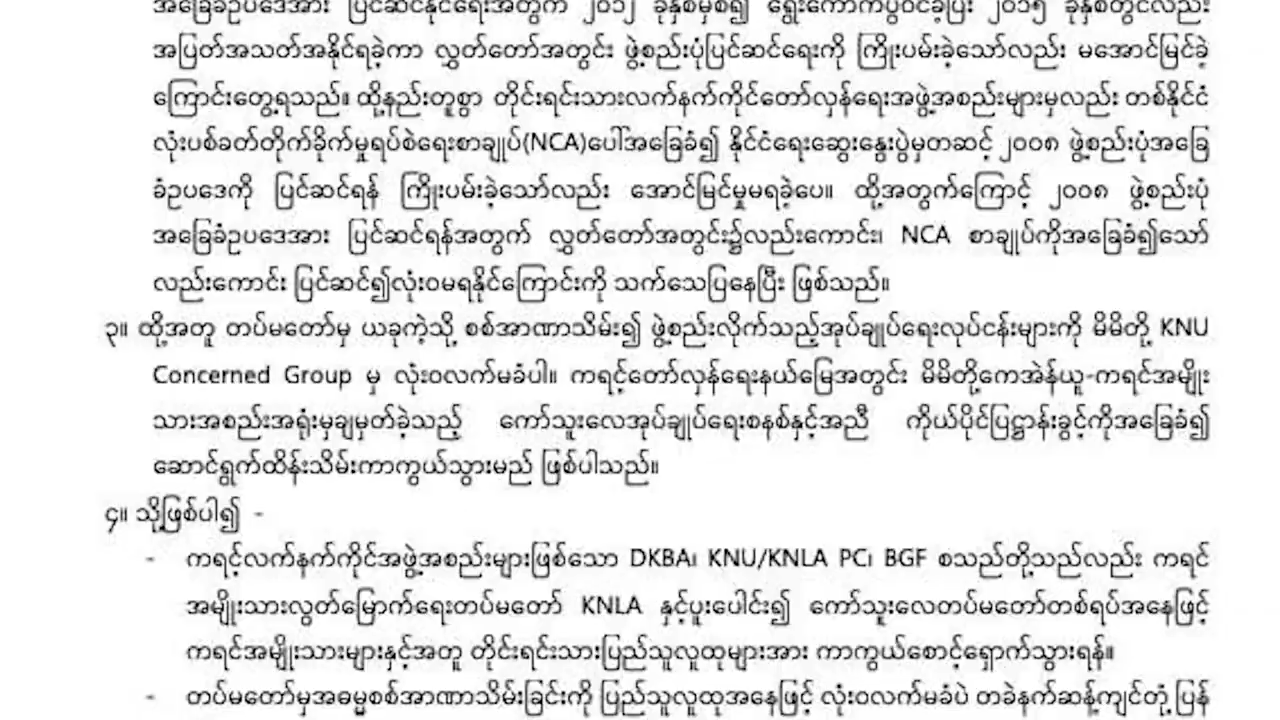 အခြေခံဥပဒေအား ပြင်ဆင်နိုင်ရေးအတွက် ၂၀၁၂ ခုနှစ်မှစ၍ ရွေးကောက်ပွဲဝင်ခဲ့ပြီး ၂၀၁၅ ခုနှစ်တွင်လည်း
အပြတ်အသတ်အနိုင်ရခဲ့ကာ လွှတ်တော်အတွင်း ဖွဲ့စည်းပုံပြင်ဆင်ရေးကို ကြိုးပမ်းခဲ့သော်လည်း မအောင်မြင်ခဲ့
ကြောင်းတွေ့ရသည်။ ထို့နည်းတူစွာ တိုင်းရင်းသားလက်နက်ကိုင်တော်လှန်ရေးအဖွဲ့အစည်းများမှလည်း တစ်နိုင်ငံ
လုံးပစ်ခတ်တိုက်ခိုက်မှုရပ်စဲရေးစာချုပ်(NCA)ပေါ်အခြေခံ၍ နိုင်ငံရေးဆွေးနွေးပွဲမှတဆင့် ၂၀၀၈ ဖွဲ့စည်းပုံအခြေ
ခံဥပဒေကို ပြင်ဆင်ရန် ကြိုးပမ်းခဲ့သော်လည်း အောင်မြင်မှုမရခဲ့ပေ။ ထို့အတွက်ကြောင့် ၂၀၀၈ ဖွဲ့စည်းပုံ
အခြေခံဥပဒေအား ပြင်ဆင်ရန်အတွက် လွှတ်တော်အတွင်း၌လည်းကောင်း၊ NCA စာချုပ်ကိုအခြေခံ၍သော်
လည်းကောင်း ပြင်ဆင်၍လုံးဝမရနိုင်ကြောင်းကို သက်သေပြနေပြီး ဖြစ်သည်။
၃။ ထို့အတူ တပ်မတော်မှ ယခုကဲ့သို့ စစ်အာဏာသိမ်း၍ ဖွဲ့စည်းလိုက်သည့်အုပ်ချုပ်ရေးလုပ်ငန်းများကို မိမိတို့ KNU
Concerned Group မှ လုံးဝလက်မခံပါ။ ကရင့်တော်လှန်ရေးနယ်မြေအတွင်း မိမိတို့ကေအဲန်ယူ-ကရင်အမျိုး
သားအစည်းအရုံးမှချမှတ်ခဲ့သည့် ကော်သူးလေအုပ်ချုပ်ရေးစနစ်နှင့်အညီ ကိုယ်ပိုင်ပြဋ္ဌာန်းခွင့်ကိုအခြေခံ၍
ဆောင်ရွက်ထိန်းသိမ်းကာကွယ်သွားမည် ဖြစ်ပါသည်။
၄။ သို့ဖြစ်ပါ၍ -
- ကရင့်လက်နက်ကိုင်အဖွဲ့အစည်းများဖြစ်သော DKBA၊ KNU/KNLA PC၊ BGF စသည်တို့သည်လည်း ကရင်
အမျိုးသားလွတ်မြောက်ရေးတပ်မတော် KNLA နှင့်ပူးပေါင်း၍ ကော်သူးလေတပ်မတော်တစ်ရပ်အနေဖြင့်
ကရင်အမျိုးသားများနှင့်အတူ တိုင်းရင်းသားပြည်သူလူထုများအား ကာကွယ်စောင့်ရှောက်သွားရန်။
- တပ်မတော်မှအဓမ္မစစ်အာဏာသိမ်းခြင်းကို ပြည်သူလူထုအနေဖြင့် လုံးဝလက်မခံပဲ တခဲနက်ဆန့်ကျင်တုံ့ပြန်